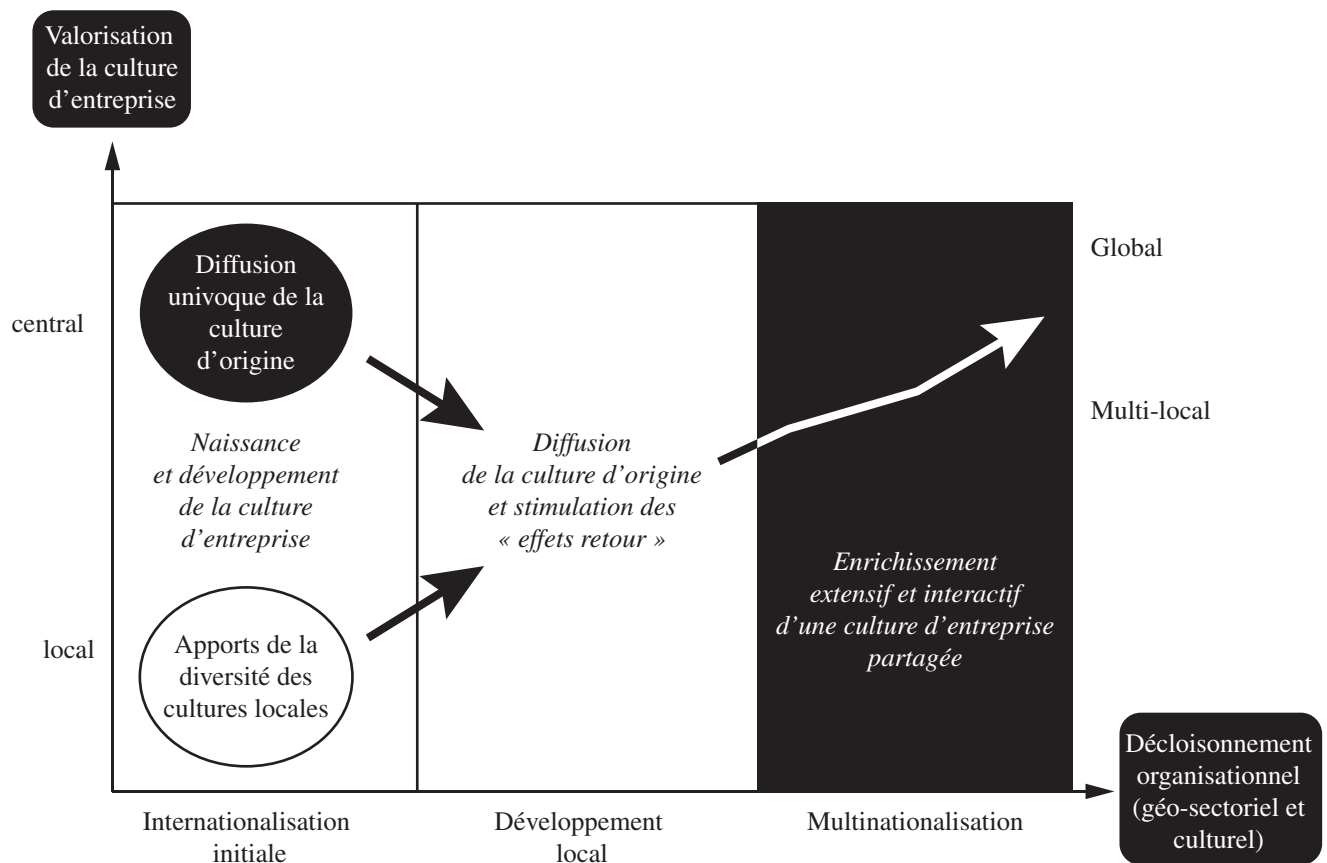 Valorisation
de la culture
d’entreprise
central
local
Diffusion
univoque de la
culture
d’origine
Naissance
et développement
de la culture
d’entreprise
Apports de la
diversité des
cultures locales
Diffusion
de la culture d’origine
et stimulation des
« effets retour »
Enrichissement
extensif et interactif
d’une culture d’entreprise
partagée
Global
Multi-local
Internationalisation
initiale
Développement
local
Multinationalisation
Décloisonnement
organisationnel
(géo-sectoriel et
culturel)